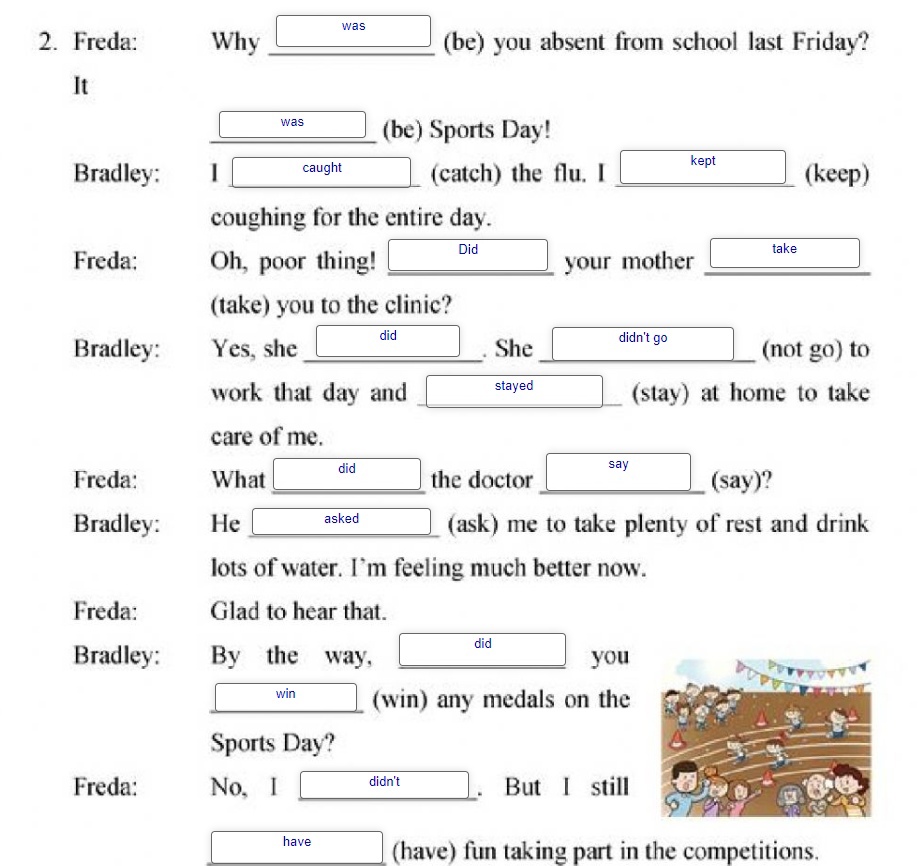 2. Freda: Why was (be) you absent from school last Friday?
It
was (be) Sports Day!
Bradley: I caught (catch) the flu. I kept (keep)
coughing for the entire day.
Freda: Oh, poor thing! Did your mother take
(take) you to the clinic?
Bradley: Yes, she did. She didn't go (not go) to
work that day and stayed (stay) at home to take
care of me.
Freda: What did the doctor say (say)?
Bradley: He asked (ask) me to take plenty of rest and drink
lots of water. I'm feeling much better now.
Freda: Glad to hear that.
Bradley: By the way, did you
win (win) any medals on the
Sports Day?
Freda: No, I didn't. But I still
have (have) fun taking part in the competitions.